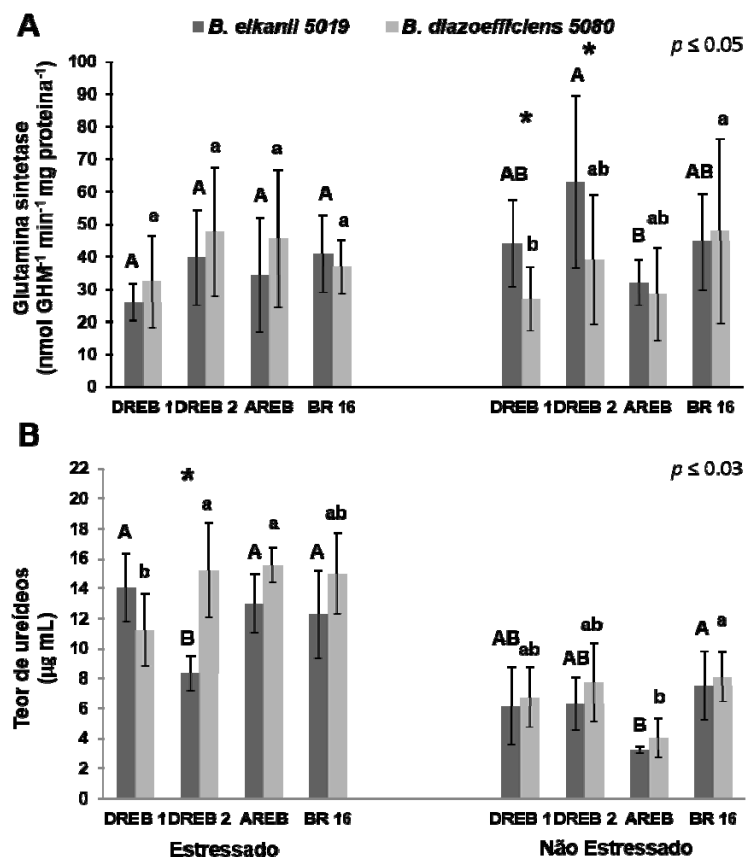 A
B. elkanii 5019 B. diazoefficiens 5080
p ≤ 0.05
Glutamina sintetase
(nmol GHM⁻¹ min⁻¹ mg proteina⁻¹)
100
90
80
70
60
50
40
30
20
10
0
A a A a A a A a
* *
AB b A ab B ab AB a
DREB 1 DREB 2 AREB BR 16 DREB 1 DREB 2 AREB BR 16
B
p ≤ 0.03
Teor de ureídeos
(µg mL)
22
20
18
16
14
12
10
8
6
4
2
0
*
A b B a A a A ab
AB ab AB ab B b A a
DREB 1 DREB 2 AREB BR 16 DREB 1 DREB 2 AREB BR 16
Estressado Não Estressado